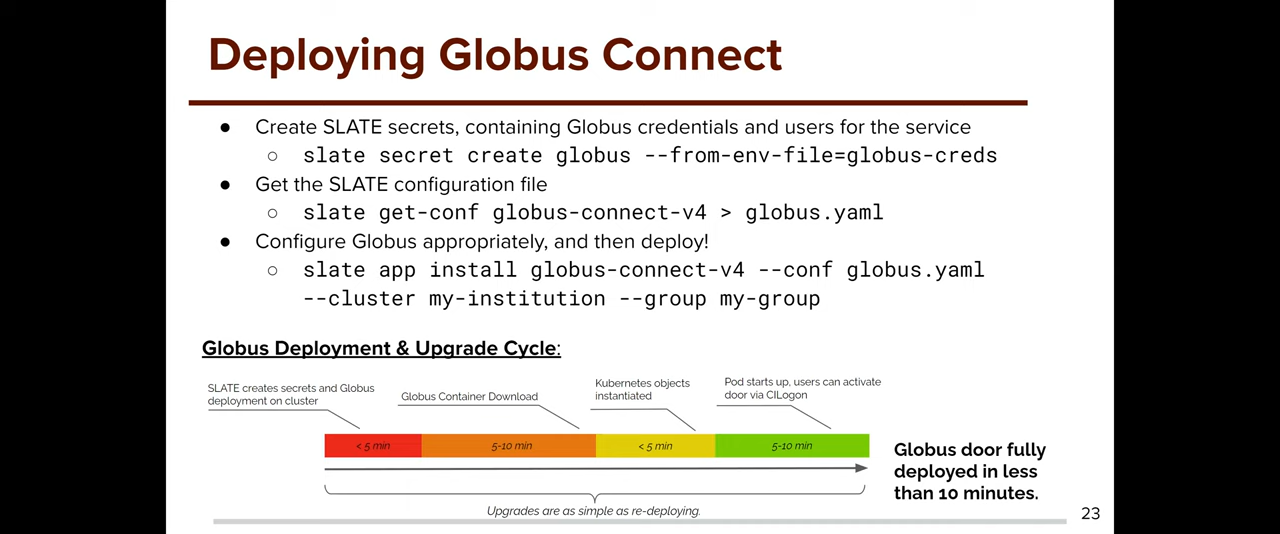 Deploying Globus Connect
● Create SLATE secrets, containing Globus credentials and users for the service
○ slate secret create globus --from-env-file=globus-creds
● Get the SLATE configuration file
○ slate get-conf globus-connect-v4 > globus.yaml
● Configure Globus appropriately, and then deploy!
○ slate app install globus-connect-v4 --conf globus.yaml
--cluster my-institution --group my-group
Globus Deployment & Upgrade Cycle:
SLATE creates secrets and Globus
deployment on cluster
Globus Container Download
Kubernetes objects
instantiated
Pod starts up, users can activate
door via CILogon
< 5 min
5-10 min
< 5 min
5-10 min
Globus door fully
deployed in less
than 10 minutes.
Upgrades are as simple as re-deploying.
23